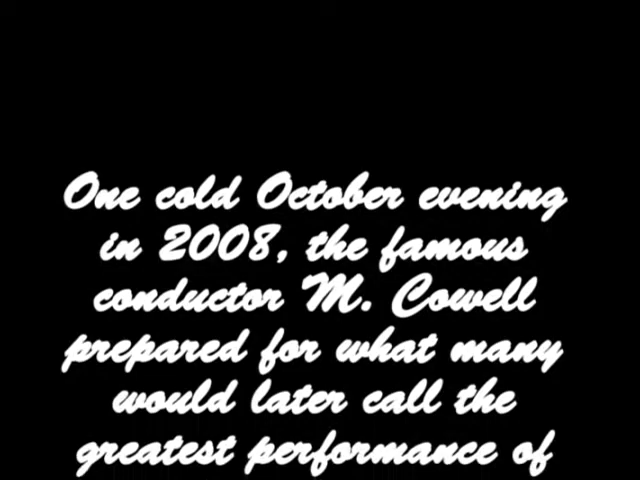 One cold October evening
in 2008, the famous
conductor M. Cowell
prepared for what many
would later call the
greatest performance of